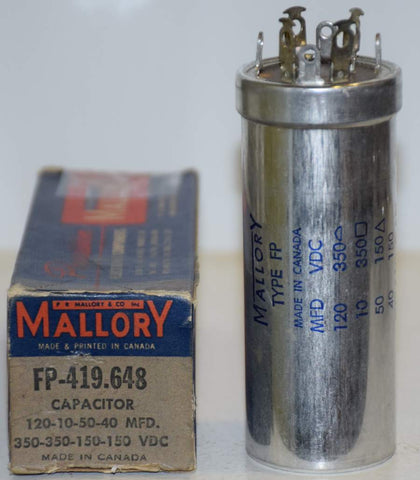 MALLORY
P. R. MALLORY & CO Inc
MALLORY
MADE & PRINTED IN CANADA
FP-419.648
CAPACITOR
120-10-50-40 MFD.
350-350-150-150 VDC
MADE IN CANADA
MALLORY
TYPE FP
MADE IN CANADA
MFD VDC
120 350⌓
10 350□
50 150△
40 150